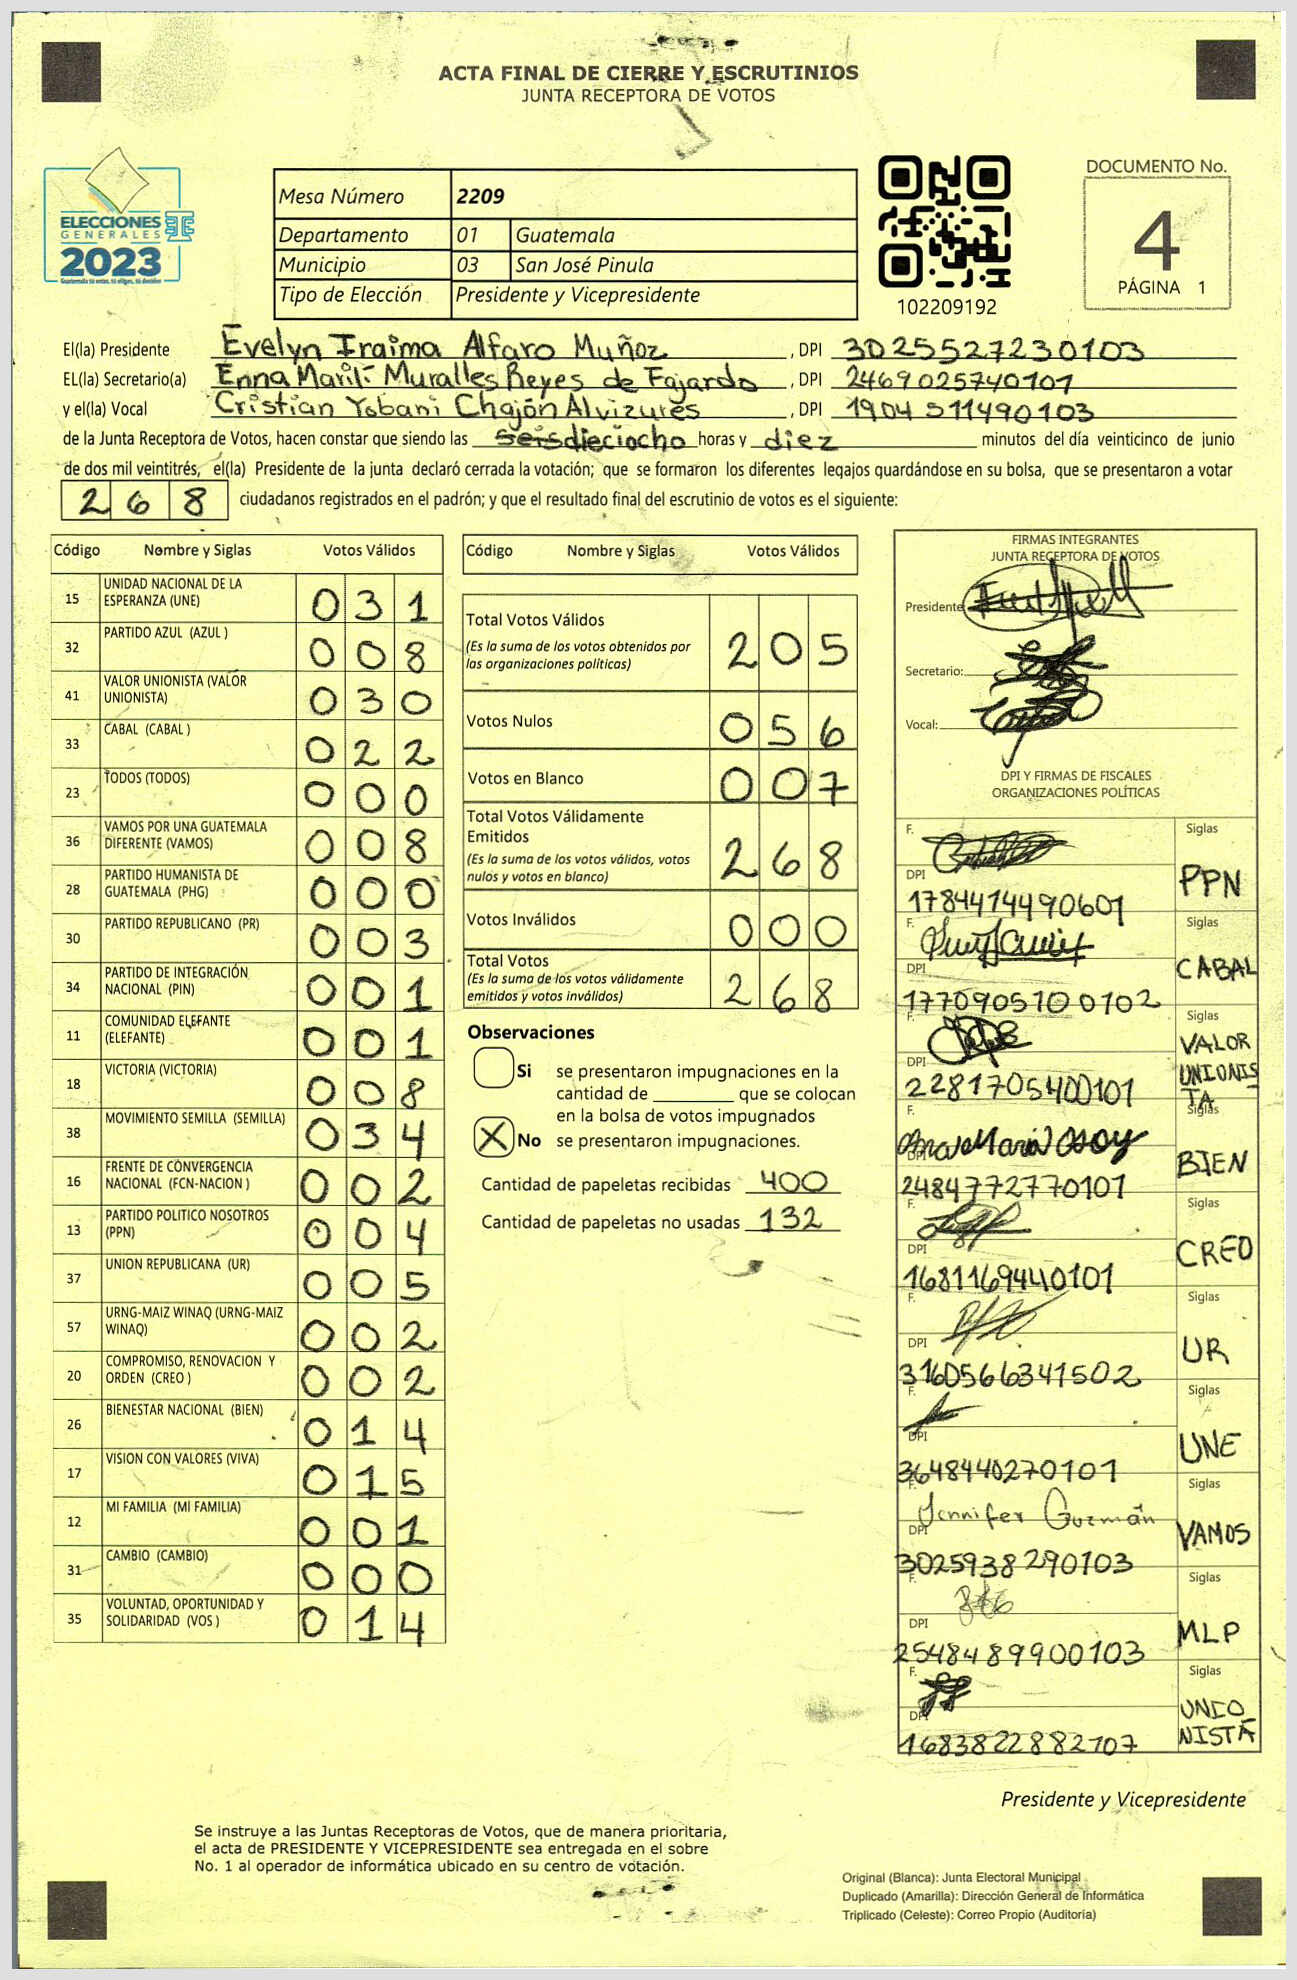 ACTA FINAL DE CIERRE Y ESCRUTINIOS
JUNTA RECEPTORA DE VOTOS
ELECCIONES
GENERALES
2023
Mesa Número 2209
Departamento 01 Guatemala
Municipio 03 San José Pinula
Tipo de Elección Presidente y Vicepresidente
102209192
DOCUMENTO No.
4
PÁGINA 1
El(la) Presidente Evelyn Iraima Alfaro Muñoz, DPI 3025527230103
EL(la) Secretario(a) Enna Marilí Muralles Reyes de Fajardo, DPI 2469025740101
y el(la) Vocal Cristian Yobani Chajón Alvizures, DPI 1904 511490103
de la Junta Receptora de Votos, hacen constar que siendo las seis dieciocho horas y diez minutos del día veinticinco de junio
de dos mil veintitrés, el(la) Presidente de la junta declaró cerrada la votación; que se formaron los diferentes legajos guardándose en su bolsa, que se presentaron a votar
268 ciudadanos registrados en el padrón; y que el resultado final del escrutinio de votos es el siguiente:
Código Nombre y Siglas Votos Válidos
15 UNIDAD NACIONAL DE LA ESPERANZA (UNE) 031
32 PARTIDO AZUL (AZUL ) 008
41 VALOR UNIONISTA (VALOR UNIONISTA) 030
33 CABAL (CABAL ) 022
23 TODOS (TODOS) 000
36 VAMOS POR UNA GUATEMALA DIFERENTE (VAMOS) 008
28 PARTIDO HUMANISTA DE GUATEMALA (PHG) 000
30 PARTIDO REPUBLICANO (PR) 003
34 PARTIDO DE INTEGRACIÓN NACIONAL (PIN) 001
11 COMUNIDAD ELEFANTE (ELEFANTE) 001
18 VICTORIA (VICTORIA) 008
38 MOVIMIENTO SEMILLA (SEMILLA) 034
16 FRENTE DE CONVERGENCIA NACIONAL (FCN-NACION ) 002
13 PARTIDO POLITICO NOSOTROS (PPN) 004
37 UNION REPUBLICANA (UR) 005
57 URNG-MAIZ WINAQ (URNG-MAIZ WINAQ) 002
20 COMPROMISO, RENOVACION Y ORDEN (CREO ) 002
26 BIENESTAR NACIONAL (BIEN) 014
17 VISION CON VALORES (VIVA) 015
12 MI FAMILIA (MI FAMILIA) 001
31 CAMBIO (CAMBIO) 000
35 VOLUNTAD, OPORTUNIDAD Y SOLIDARIDAD (VOS ) 014
Código Nombre y Siglas Votos Válidos
Total Votos Válidos 205
(Es la suma de los votos obtenidos por
las organizaciones políticas)
Votos Nulos 056
Votos en Blanco 007
Total Votos Válidamente
Emitidos 268
(Es la suma de los votos válidos, votos
nulos y votos en blanco)
Votos Inválidos 000
Total Votos 268
(Es la suma de los votos válidamente
emitidos y votos inválidos)
Observaciones
Si se presentaron impugnaciones en la
cantidad de ________ que se colocan
en la bolsa de votos impugnados
X No se presentaron impugnaciones.
Cantidad de papeletas recibidas 400
Cantidad de papeletas no usadas 132
FIRMAS INTEGRANTES
JUNTA RECEPTORA DE VOTOS
Presidente
Secretario:
Vocal:
DPI Y FIRMAS DE FISCALES
ORGANIZACIONES POLÍTICAS
F. Siglas
DPI 1784414490601 PPN
F. Siglas
DPI 1770905100102 CABAL
F. Siglas
DPI 2281705400101 VALOR UNIONISTA
F. Ana María Osoy Siglas
DPI 2484772770101 BIEN
F. Siglas
DPI 1681169440101 CREO
F. Siglas
DPI 3160566341502 UR
F. Siglas
DPI 3648440270101 UNE
F. Jennifer Guzmán Siglas
DPI 3025938290103 VAMOS
F. Siglas
DPI 2548489900103 MLP
F. Siglas
DPI 1683822882107 UNIONISTA
Presidente y Vicepresidente
Se instruye a las Juntas Receptoras de Votos, que de manera prioritaria,
el acta de PRESIDENTE Y VICEPRESIDENTE sea entregada en el sobre
No. 1 al operador de informática ubicado en su centro de votación.
Original (Blanca): Junta Electoral Municipal
Duplicado (Amarilla): Dirección General de Informática
Triplicado (Celeste): Correo Propio (Auditoría)